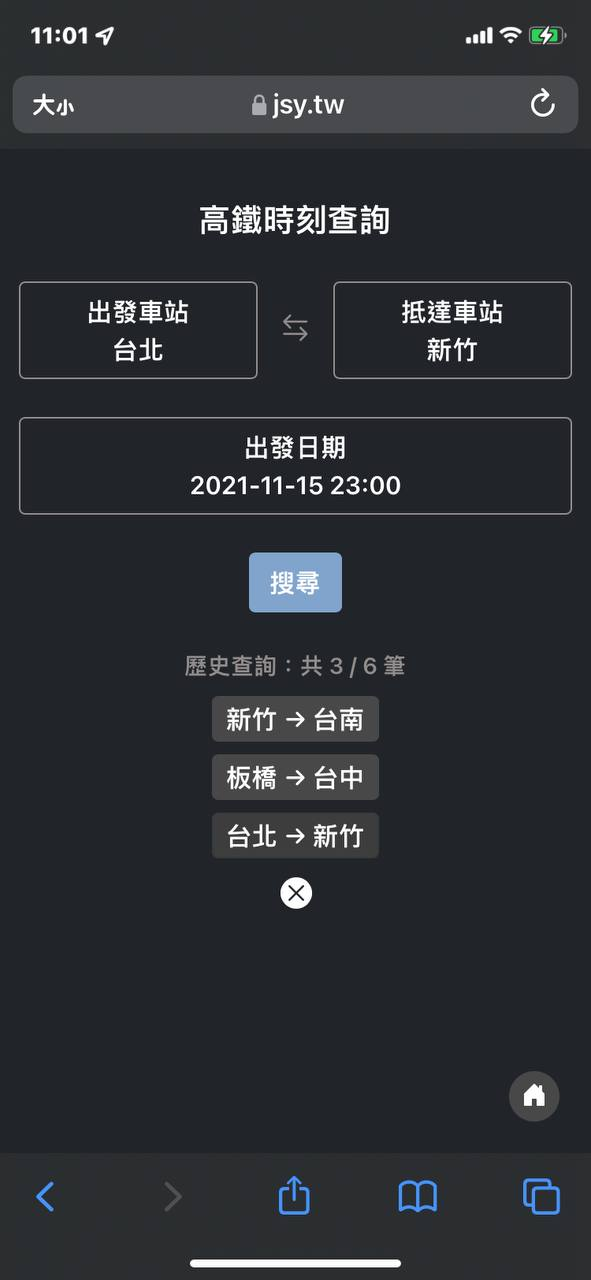 11:01
大小
jsy.tw
高鐵時刻查詢
出發車站
台北
抵達車站
新竹
出發日期
2021-11-15 23:00
搜尋
歷史查詢：共 3 / 6 筆
新竹 → 台南
板橋 → 台中
台北 → 新竹